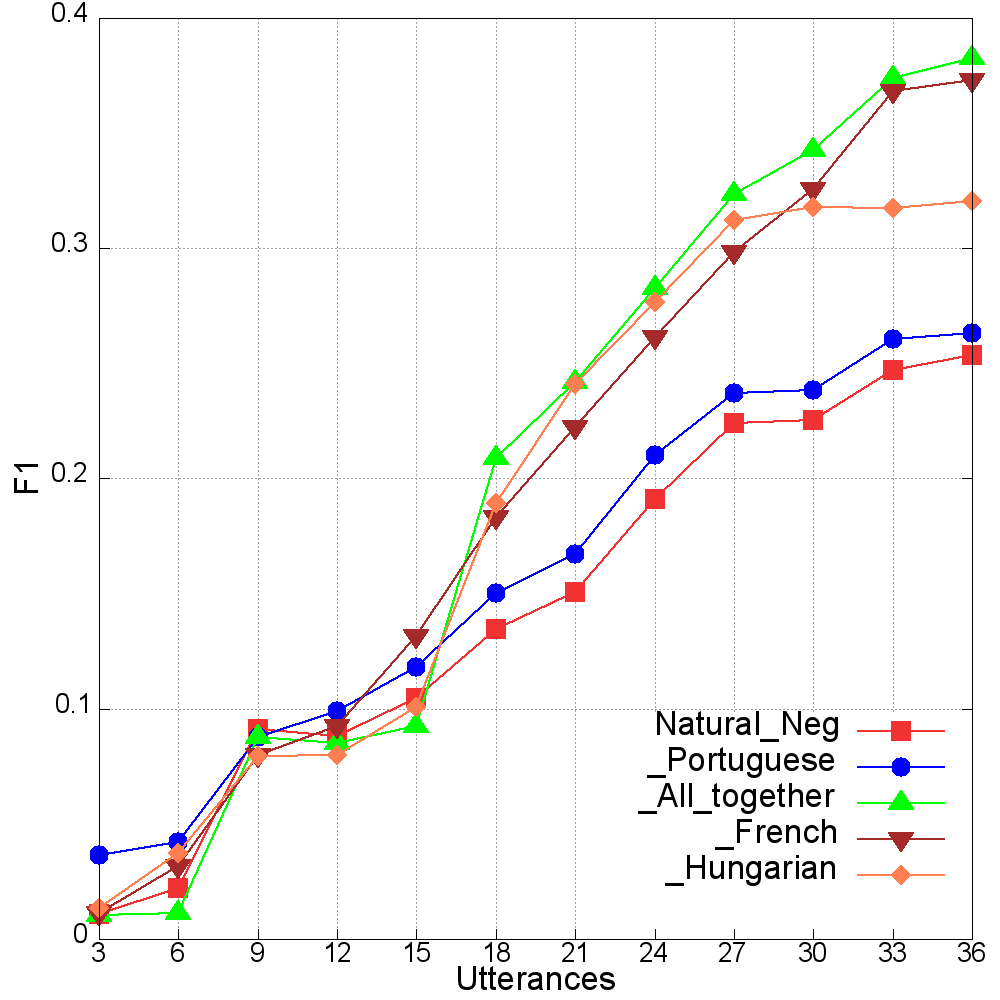 0.4
0.3
0.2
0.1
0
F1
Natural_Neg
_Portuguese
_All_together
_French
_Hungarian
3 6 9 12 15 18 21 24 27 30 33 36
Utterances